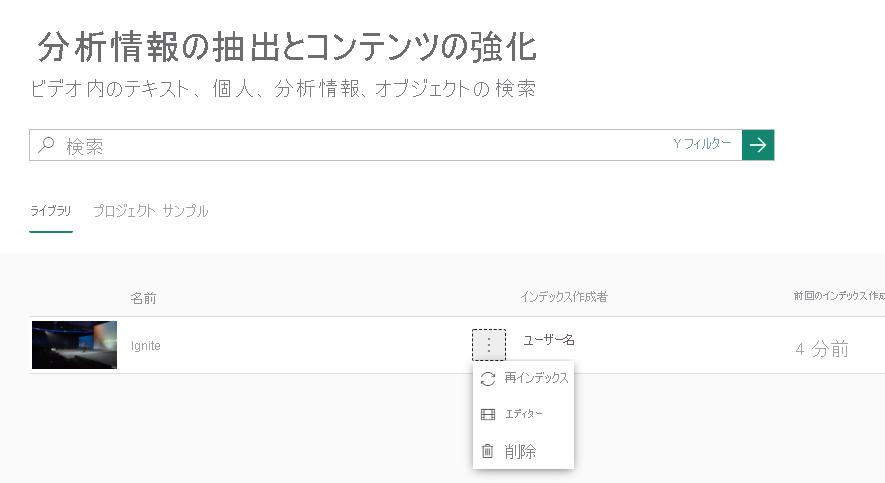 分析情報の抽出とコンテンツの強化
ビデオ内のテキスト、個人、分析情報、オブジェクトの検索
検索 Y フィルター
ライブラリ プロジェクト サンプル
名前 インデックス作成者 前回のインデックス作成
Ignite ユーザー名 4 分前
再インデックス
エディター
削除